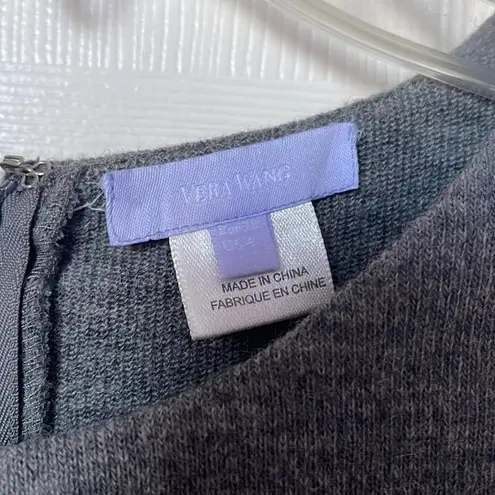 VERA WANG
MADE IN CHINA
FABRIQUE EN CHINE